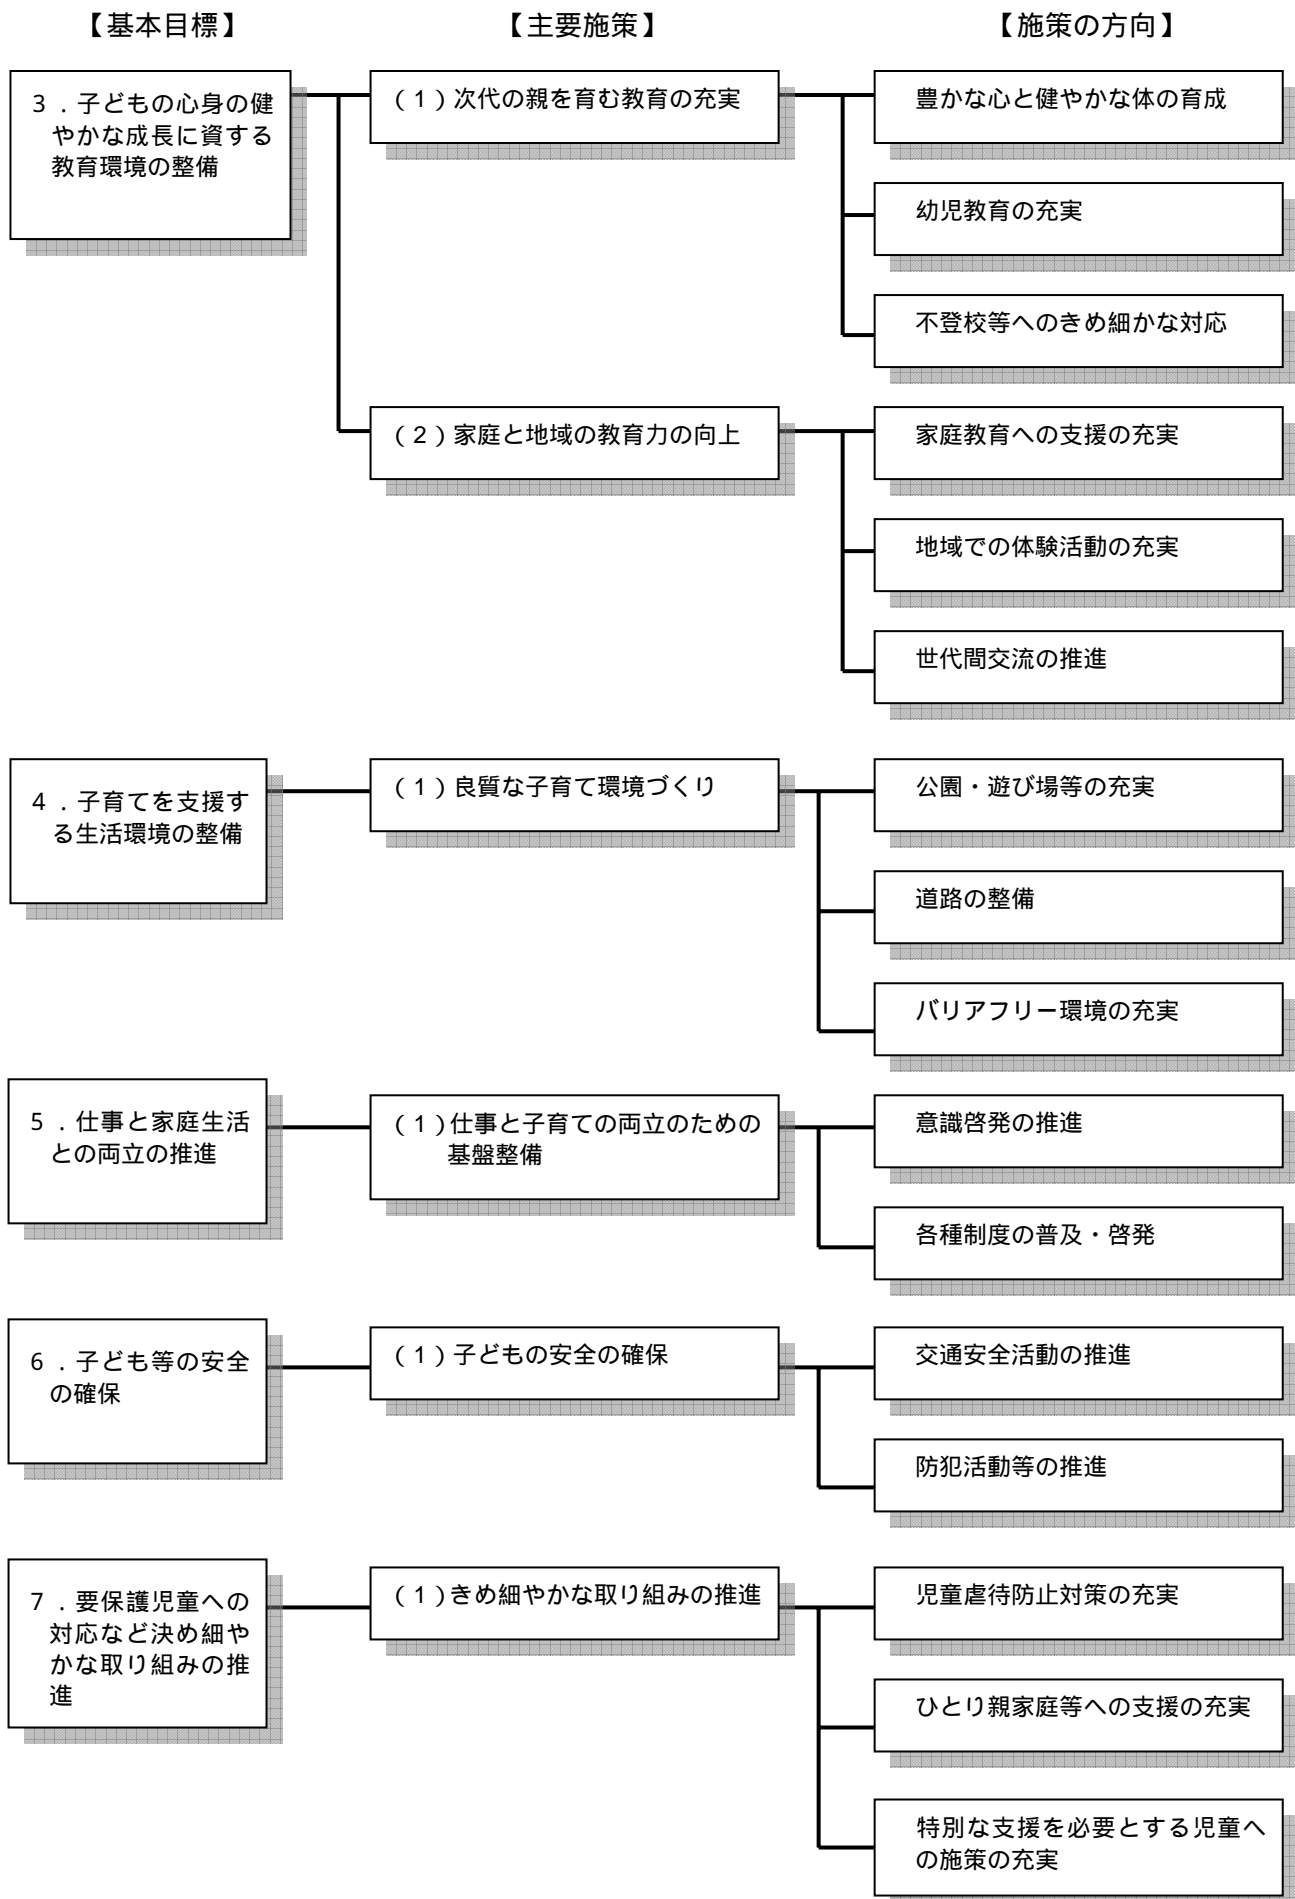 【基本目標】 【主要施策】 【施策の方向】
3．子どもの心身の健
やかな成長に資する
教育環境の整備
（1）次代の親を育む教育の充実
豊かな心と健やかな体の育成
幼児教育の充実
不登校等へのきめ細かな対応
（2）家庭と地域の教育力の向上
家庭教育への支援の充実
地域での体験活動の充実
世代間交流の推進
4．子育てを支援す
る生活環境の整備
（1）良質な子育て環境づくり
公園・遊び場等の充実
道路の整備
バリアフリー環境の充実
5．仕事と家庭生活
との両立の推進
（1）仕事と子育ての両立のための
基盤整備
意識啓発の推進
各種制度の普及・啓発
6．子ども等の安全
の確保
（1）子どもの安全の確保
交通安全活動の推進
防犯活動等の推進
7．要保護児童への
対応など決め細や
かな取り組みの推
進
（1）きめ細やかな取り組みの推進
児童虐待防止対策の充実
ひとり親家庭等への支援の充実
特別な支援を必要とする児童へ
の施策の充実